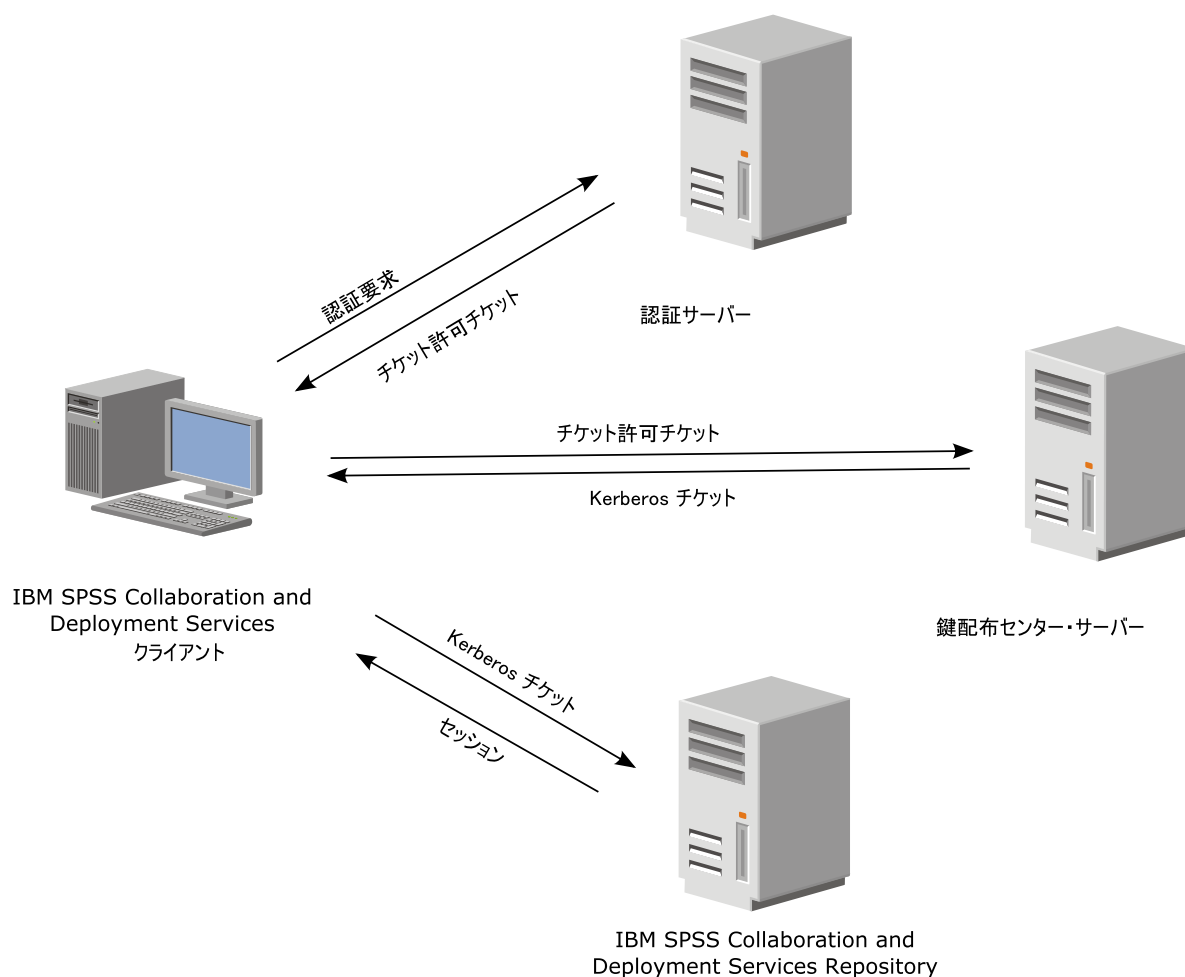 認証要求
チケット許可チケット
認証サーバー
チケット許可チケット
Kerberos チケット
IBM SPSS Collaboration and
Deployment Services
クライアント
鍵配布センター・サーバー
Kerberos チケット
セッション
IBM SPSS Collaboration and
Deployment Services Repository